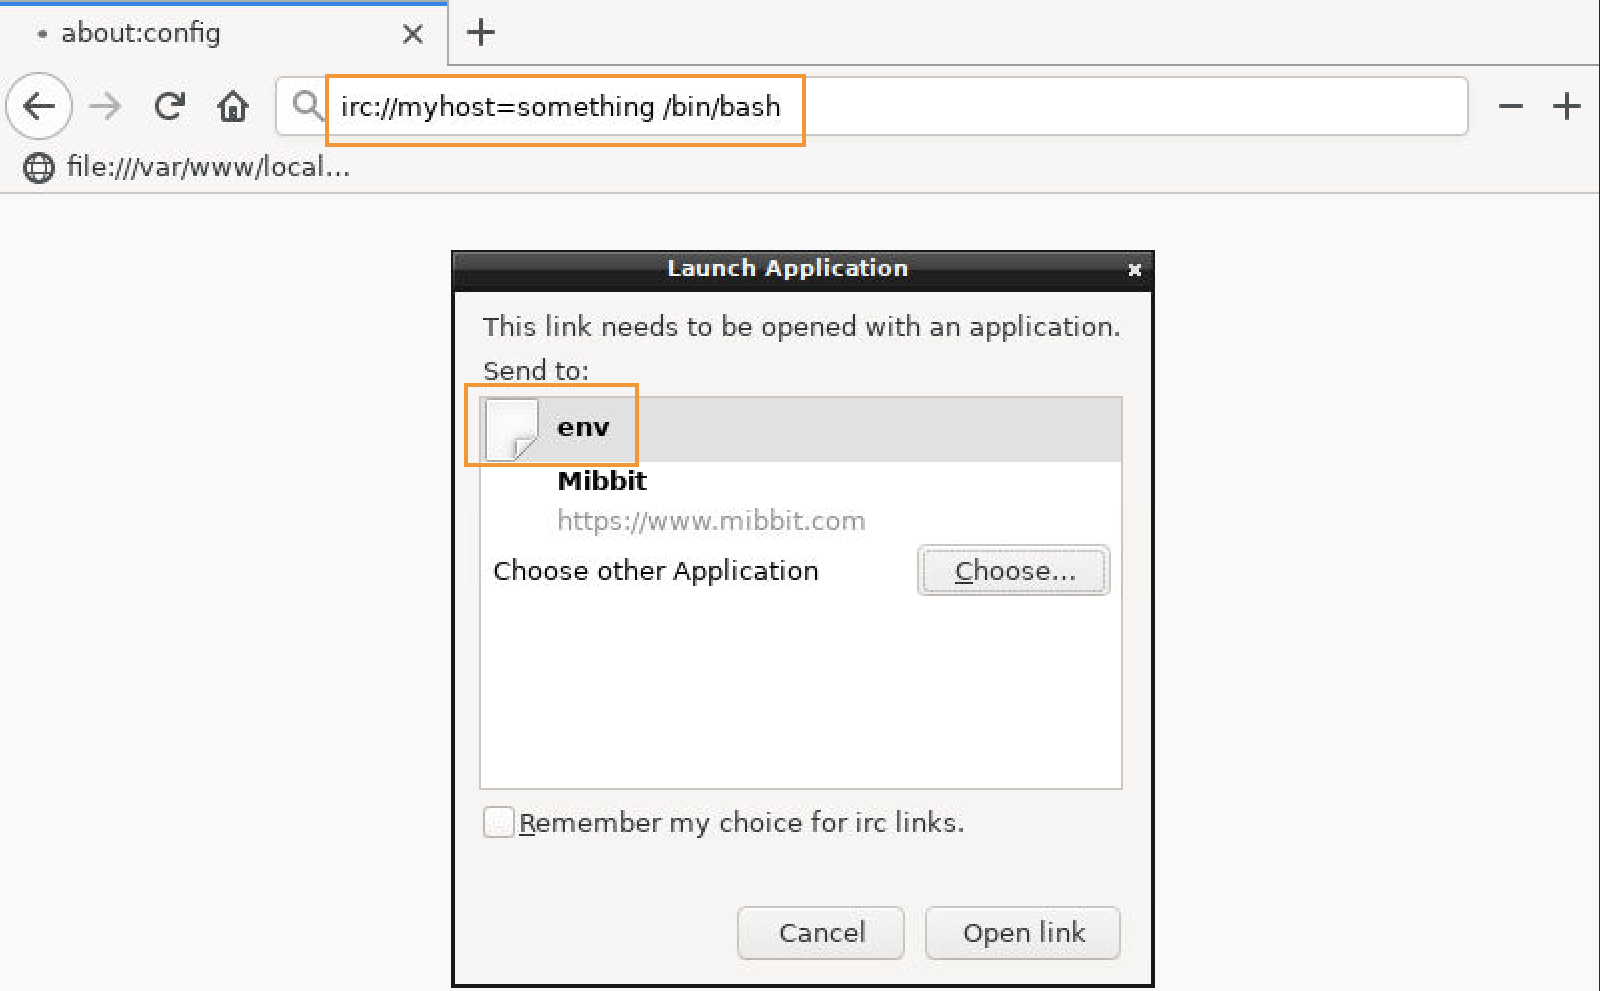 about:config
irc://myhost=something /bin/bash
file:///var/www/local...
Launch Application
This link needs to be opened with an application.
Send to:
env
Mibbit
https://www.mibbit.com
Choose other Application
Choose...
Remember my choice for irc links.
Cancel
Open link